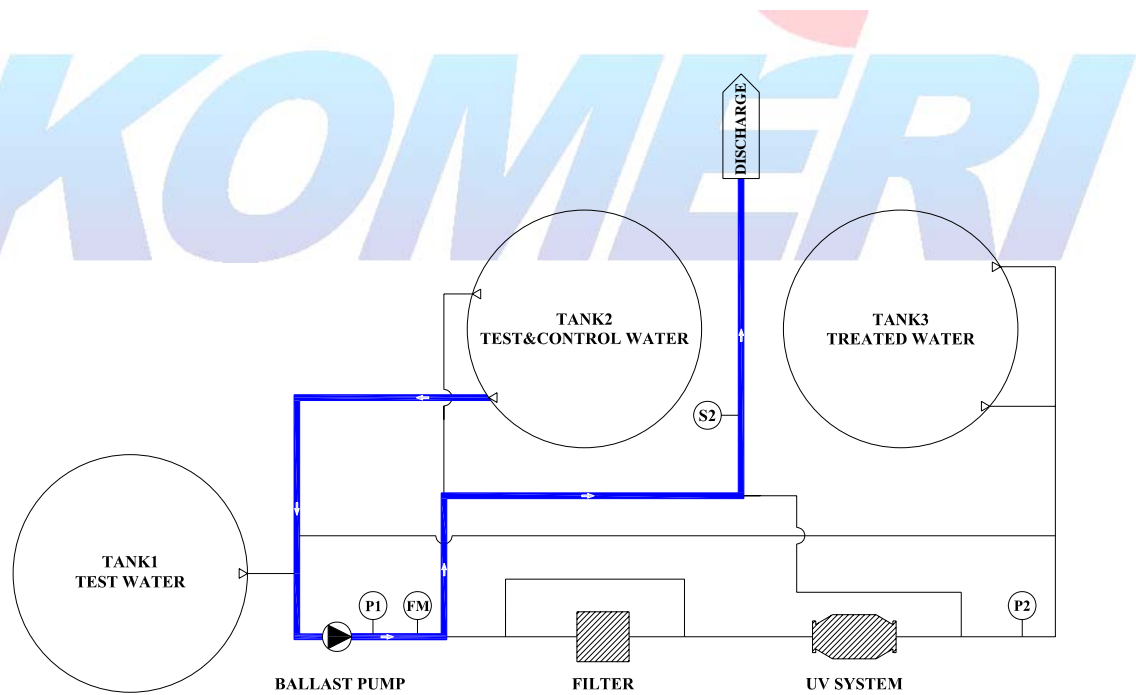 KOMERI
DISCHARGE
TANK2
TEST&CONTROL WATER
TANK3
TREATED WATER
S2
TANK1
TEST WATER
P1
FM
P2
BALLAST PUMP
FILTER
UV SYSTEM